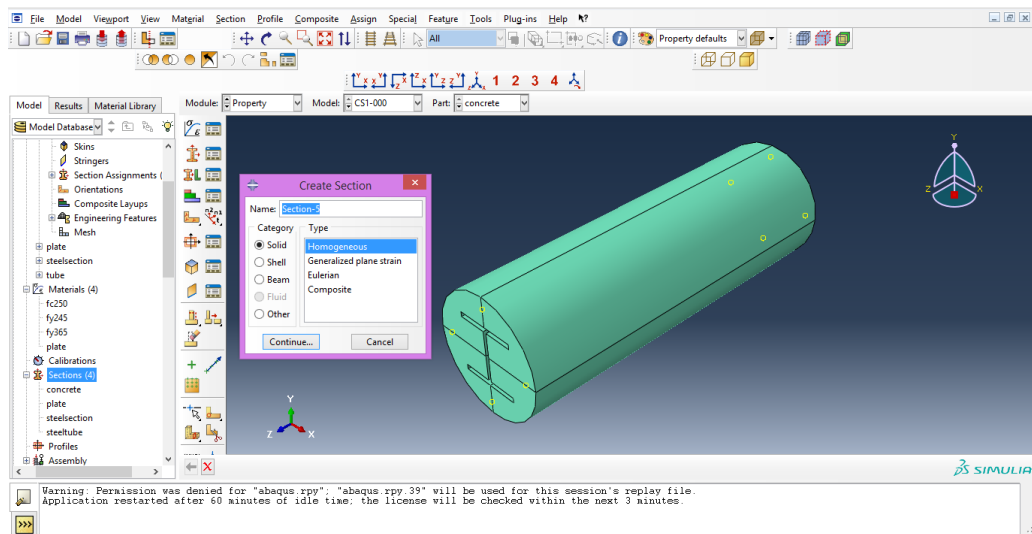 File Model Viewport View Material Section Profile Composite Assign Special Feature Tools Plug-ins Help
All Property defaults
1 2 3 4
Model Results Material Library Module: Property Model: CS1-000 Part: concrete
Model Database
Skins
Stringers
Section Assignments (
Orientations
Composite Layups
Engineering Features
Mesh
plate
steelsection
tube
Materials (4)
fc250
fy245
fy365
plate
Calibrations
Sections (4)
concrete
plate
steelsection
steeltube
Profiles
Assembly
Create Section
Name: Section-5
Category Type
Solid Homogeneous
Shell Generalized plane strain
Beam Eulerian
Fluid Composite
Other
Continue... Cancel
Y
Z X
Y
Z X
SIMULIA
Warning: Permission was denied for "abaqus.rpy"; "abaqus.rpy.39" will be used for this session's replay file.
Application restarted after 60 minutes of idle time; the license will be checked within the next 3 minutes.
>>>